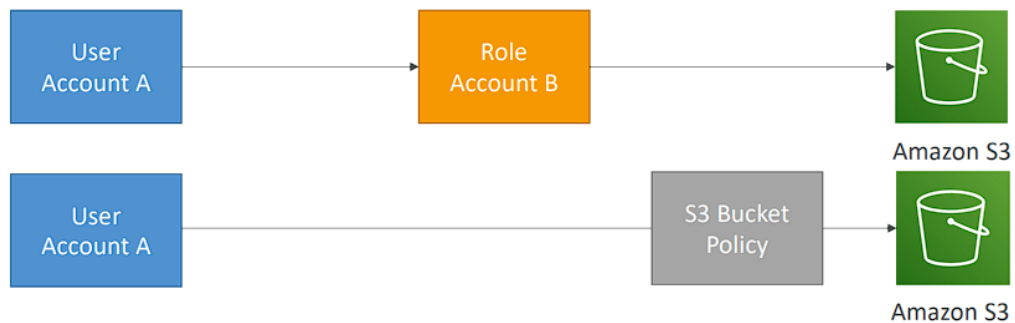 User
Account A
Role
Account B
Amazon S3
User
Account A
S3 Bucket
Policy
Amazon S3